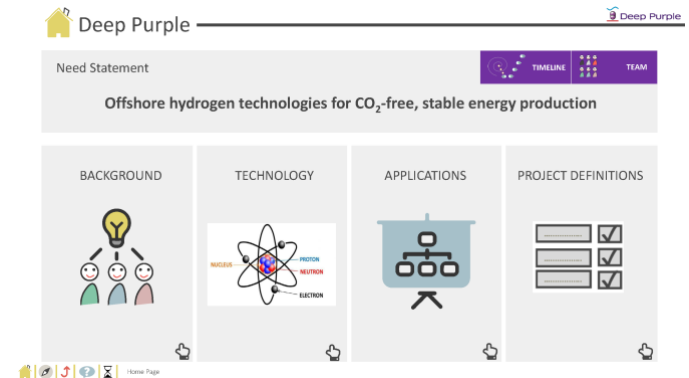 Deep Purple
Deep Purple
Need Statement
TIMELINE
TEAM
Offshore hydrogen technologies for CO₂-free, stable energy production
BACKGROUND
TECHNOLOGY
APPLICATIONS
PROJECT DEFINITIONS
NUCLEUS
PROTON
NEUTRON
ELECTRON
Home Page